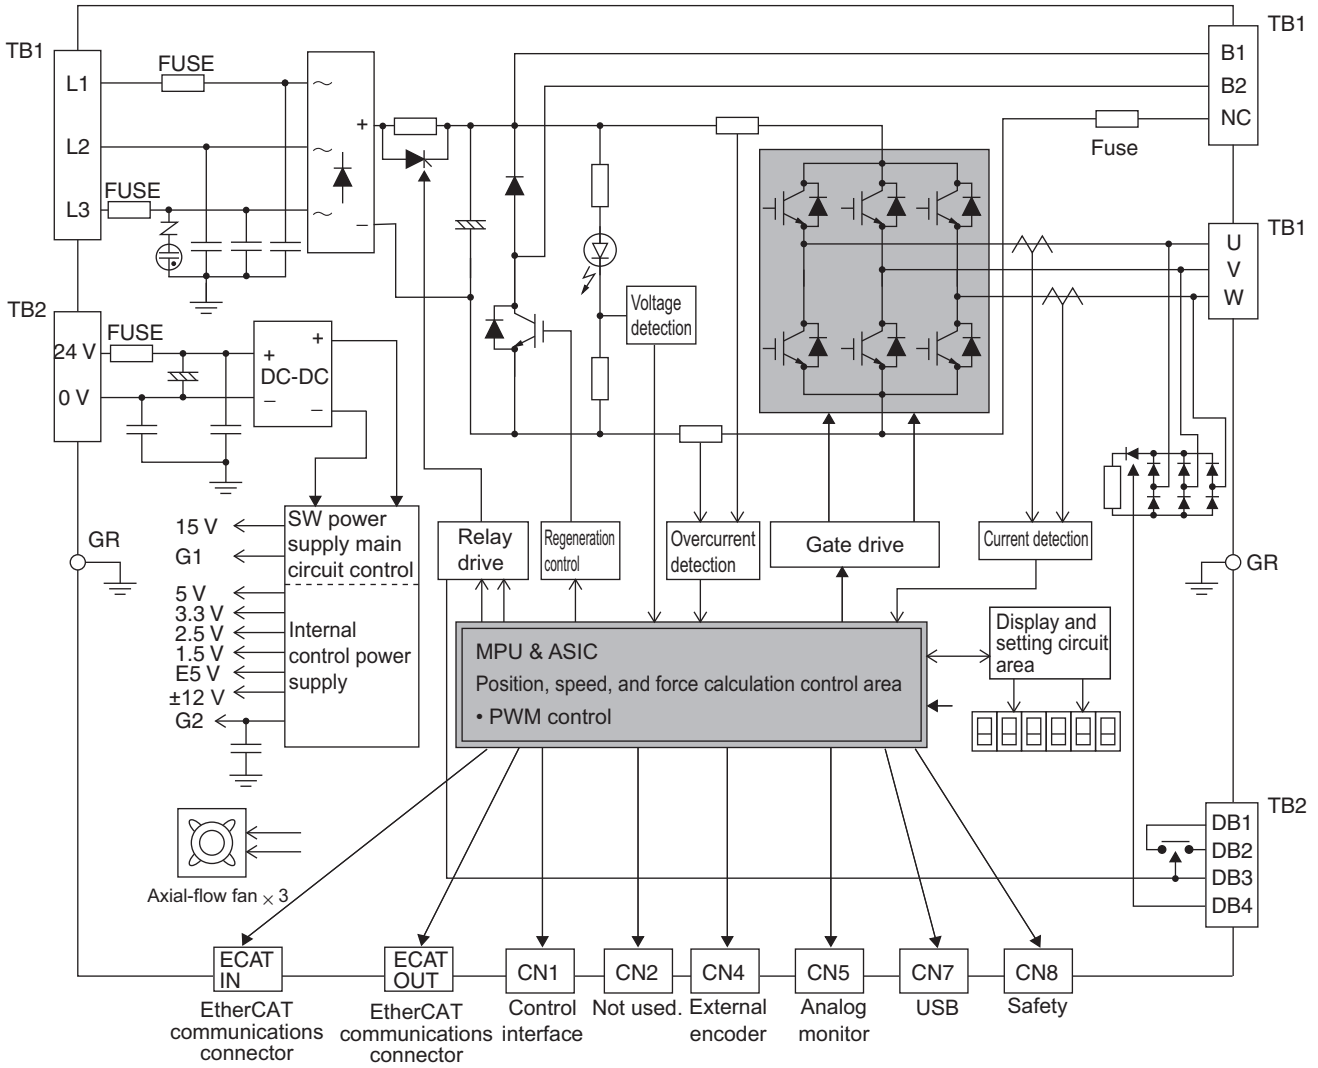 TB1
TB1
L1
FUSE
B1
B2
NC
Fuse
L2
L3
FUSE
~
~
~
+
−
TB1
U
V
W
TB2
24 V
FUSE
0 V
+
−
DC-DC
+
−
Voltage
detection
GR
15 V
G1
5 V
3.3 V
2.5 V
1.5 V
E5 V
±12 V
G2
SW power
supply main
circuit control
Internal
control power
supply
Relay
drive
Regeneration
control
Overcurrent
detection
Gate drive
Current detection
GR
MPU & ASIC
Position, speed, and force calculation control area
• PWM control
Display and
setting circuit
area
Axial-flow fan × 3
TB2
DB1
DB2
DB3
DB4
ECAT
IN
EtherCAT
communications
connector
ECAT
OUT
EtherCAT
communications
connector
CN1
Control
interface
CN2
Not used.
CN4
External
encoder
CN5
Analog
monitor
CN7
USB
CN8
Safety